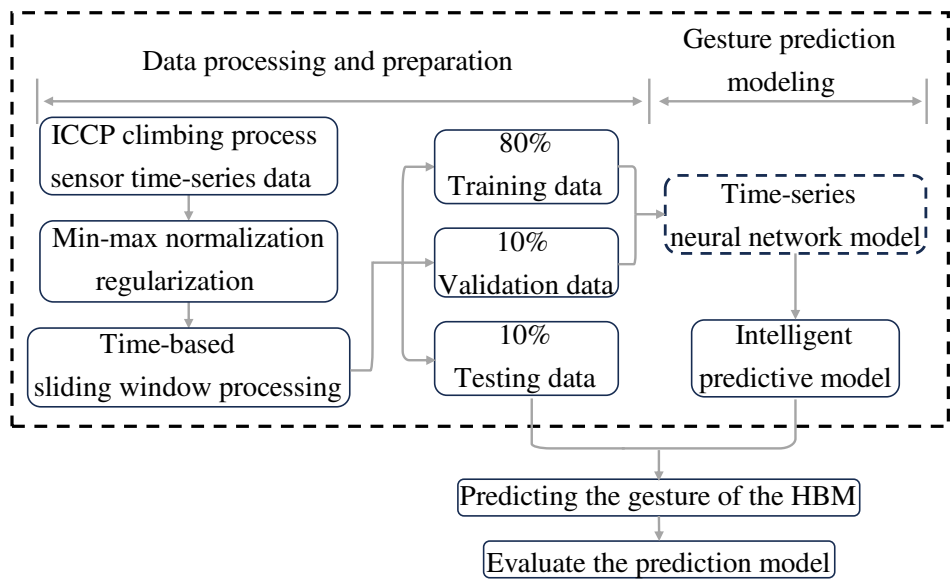 Data processing and preparation
Gesture prediction
modeling
ICCP climbing process
sensor time-series data
Min-max normalization
regularization
Time-based
sliding window processing
80%
Training data
10%
Validation data
10%
Testing data
Time-series
neural network model
Intelligent
predictive model
Predicting the gesture of the HBM
Evaluate the prediction model